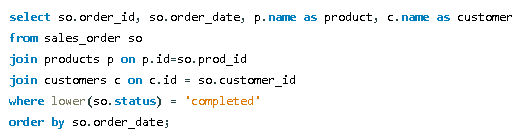 select so.order_id, so.order_date, p.name as product, c.name as customer
from sales_order so
join products p on p.id=so.prod_id
join customers c on c.id = so.customer_id
where lower(so.status) = 'completed'
order by so.order_date;